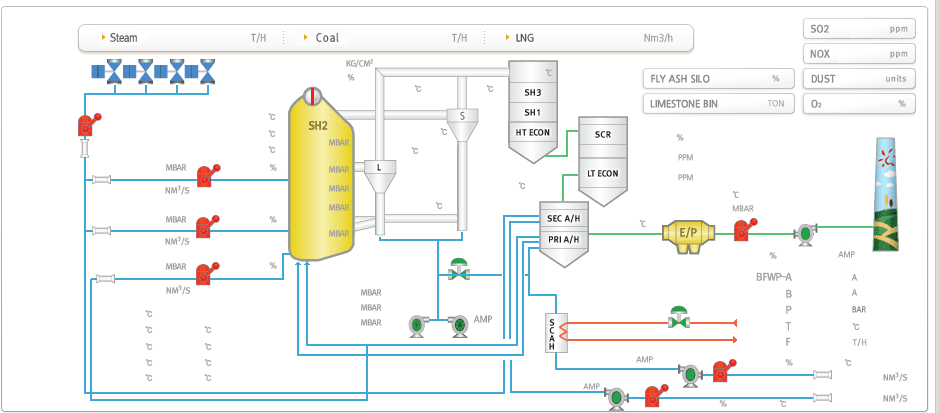 Steam T/H Coal T/H LNG Nm3/h
SO2 ppm
NOX ppm
DUST units
O₂ %
FLY ASH SILO %
LIMESTONE BIN TON
KG/CM²
%
℃
℃
℃
SH3
SH1
HT ECON
S
℃
℃
℃
℃
℃
SH2
MBAR
MBAR
MBAR
MBAR
MBAR
L
SCR
LT ECON
℃
℃
%
PPM
PPM
MBAR %
NM³/S
MBAR %
NM³/S
MBAR %
NM³/S
SEC A/H
PRI A/H
℃
E/P
℃
MBAR
%
AMP
BFWP A A
B A
P BAR
T ℃
F T/H
% ℃
MBAR
MBAR
MBAR
AMP
℃
℃ ℃
℃ ℃
℃ ℃
℃ ℃
SCAH
AMP
NM³/S
AMP
% ℃
NM³/S